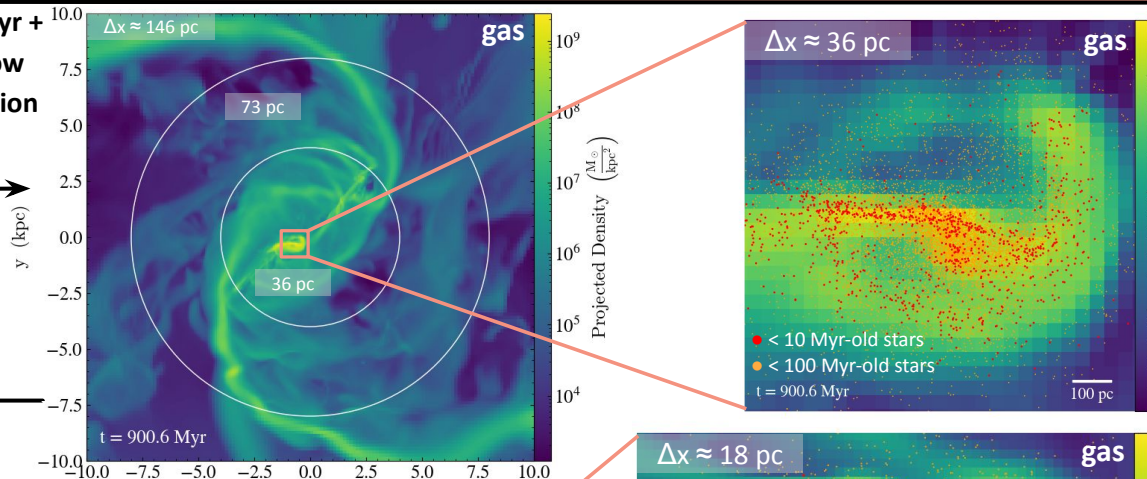 yr +
ow
ion
Δx ≈ 146 pc
gas
73 pc
36 pc
t = 900.6 Myr
y (kpc)
10.0
7.5
5.0
2.5
0.0
−2.5
−5.0
−7.5
−10.0
−10.0 −7.5 −5.0 −2.5 0.0 2.5 5.0 7.5 10.0
10⁹
10⁸
10⁷
10⁶
10⁵
10⁴
Projected Density (M☉/kpc²)
Δx ≈ 36 pc
gas
< 10 Myr-old stars
< 100 Myr-old stars
t = 900.6 Myr
100 pc
Δx ≈ 18 pc
gas